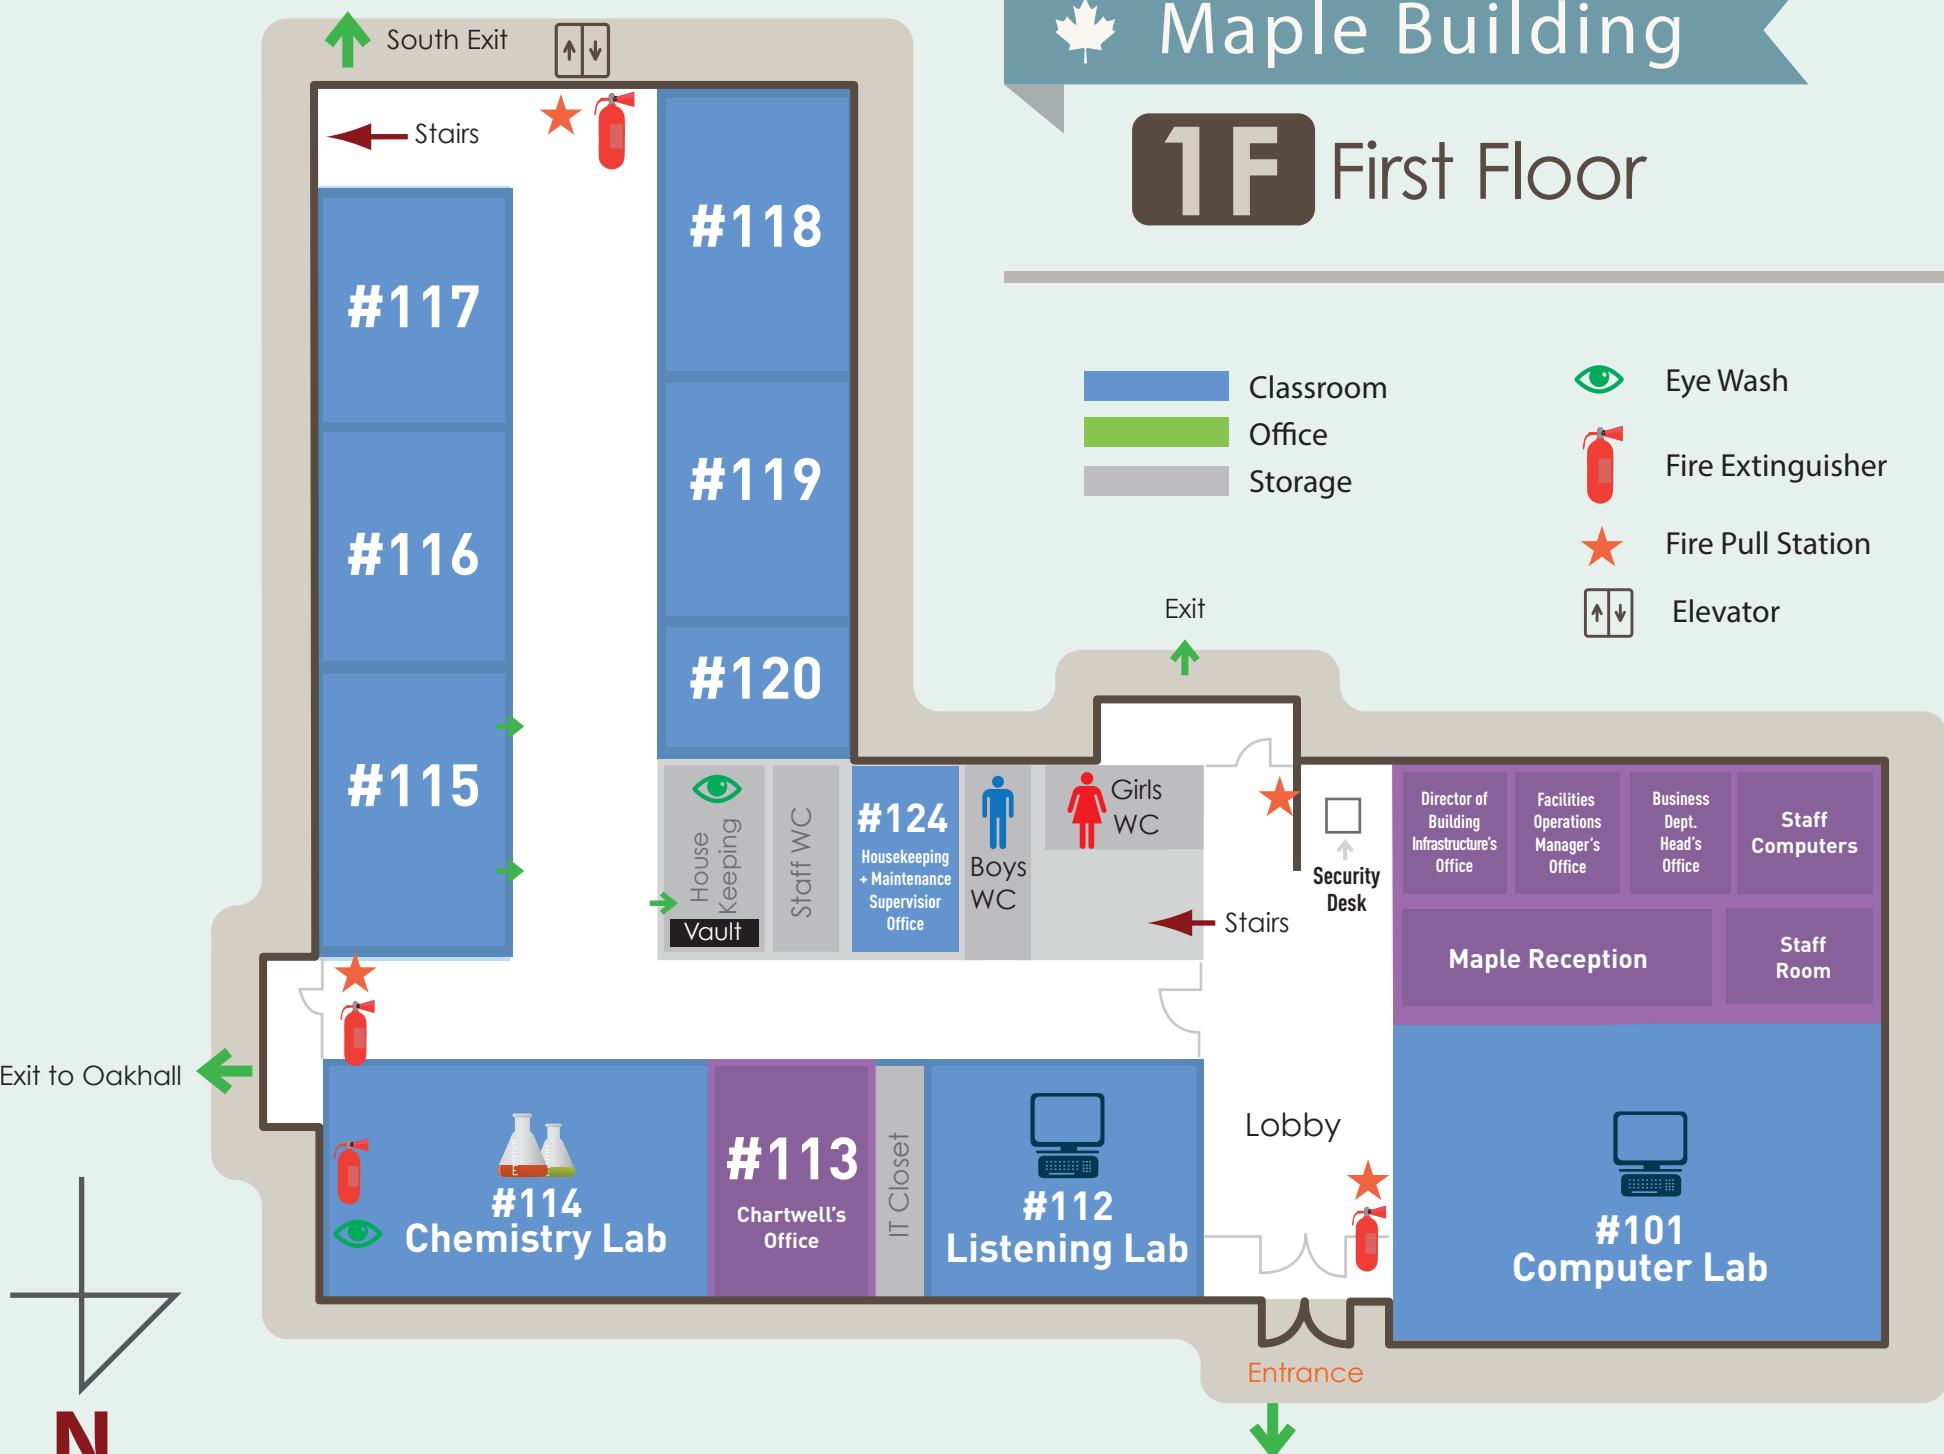 South Exit
Maple Building
1F First Floor
Stairs
#118
#117
Classroom
Office
Storage
Eye Wash
Fire Extinguisher
Fire Pull Station
Elevator
#119
#116
Exit
#120
#115
House
Keeping
Vault
Staff WC
#124
Housekeeping
+ Maintenance
Supervisior
Office
Boys
WC
Girls
WC
Stairs
Security
Desk
Director of
Building
Infrastructure's
Office
Facilities
Operations
Manager's
Office
Business
Dept.
Head's
Office
Staff
Computers
Maple Reception
Staff
Room
Exit to Oakhall
#114
Chemistry Lab
#113
Chartwell's
Office
IT Closet
#112
Listening Lab
Lobby
#101
Computer Lab
Entrance
N